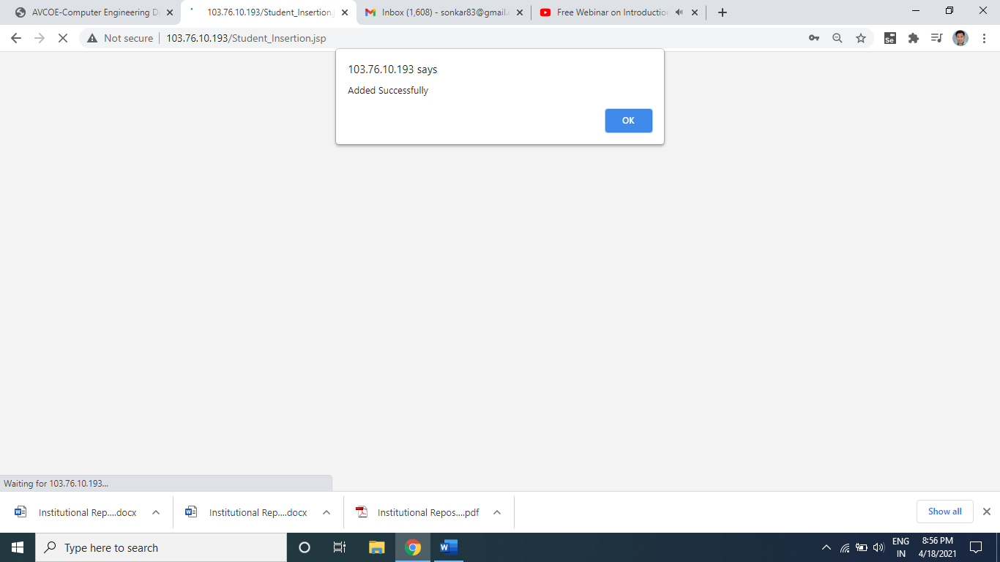 AVCOE-Computer Engineering D
103.76.10.193/Student_Insertion.j
Inbox (1,608) - sonkar83@gmail.
Free Webinar on Introduction
Not secure
103.76.10.193/Student_Insertion.jsp
Se
103.76.10.193 says
Added Successfully
OK
Waiting for 103.76.10.193...
Institutional Rep....docx
Institutional Rep....docx
Institutional Repos....pdf
Show all
Type here to search
W
ENG
IN
8:56 PM
4/18/2021